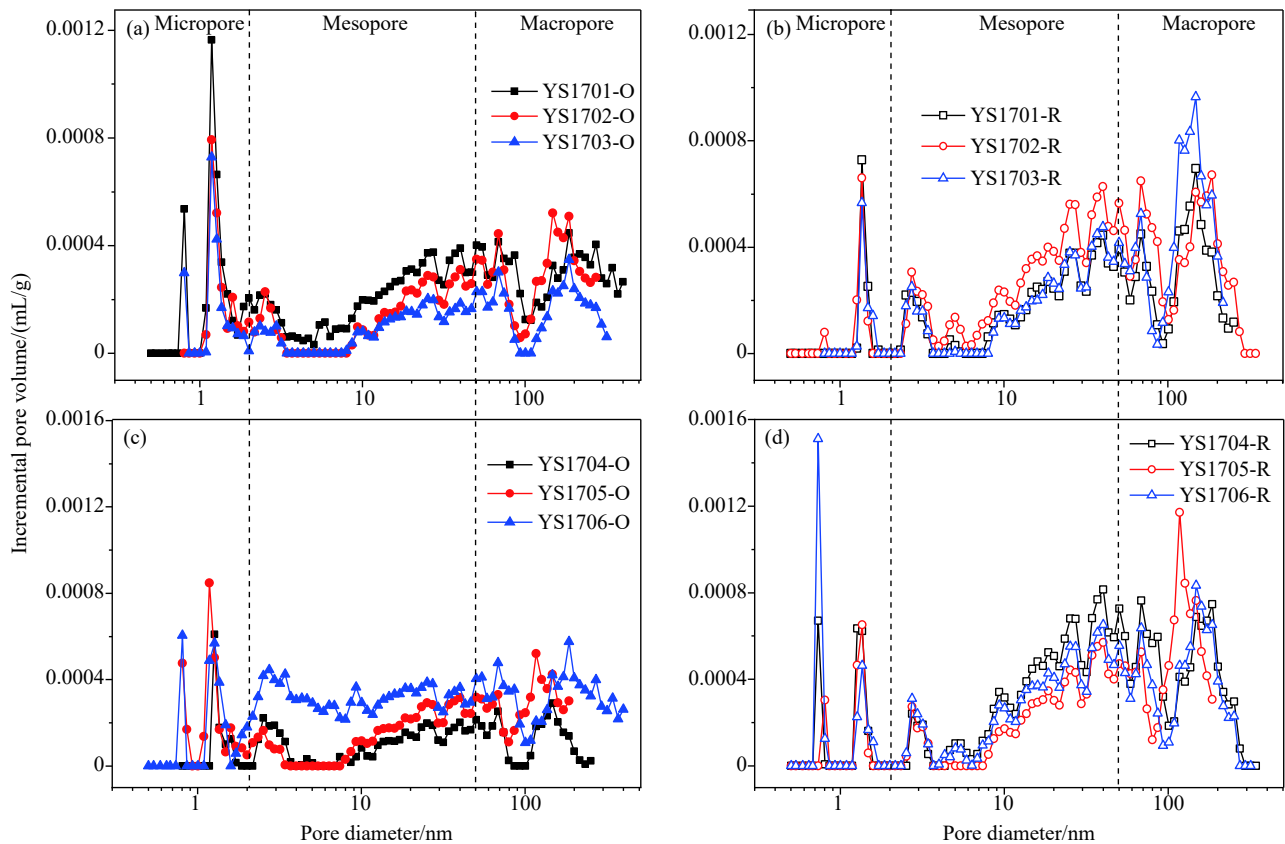 Micropore Mesopore Macropore
(a)
YS1701-O
YS1702-O
YS1703-O
0.0012
0.0008
0.0004
0
1 10 100
Micropore Mesopore Macropore
(b)
YS1701-R
YS1702-R
YS1703-R
0.0012
0.0008
0.0004
0
1 10 100
Incremental pore volume/(mL/g)
(c)
YS1704-O
YS1705-O
YS1706-O
0.0016
0.0012
0.0008
0.0004
0
1 10 100
Pore diameter/nm
(d)
YS1704-R
YS1705-R
YS1706-R
0.0016
0.0012
0.0008
0.0004
0
1 10 100
Pore diameter/nm